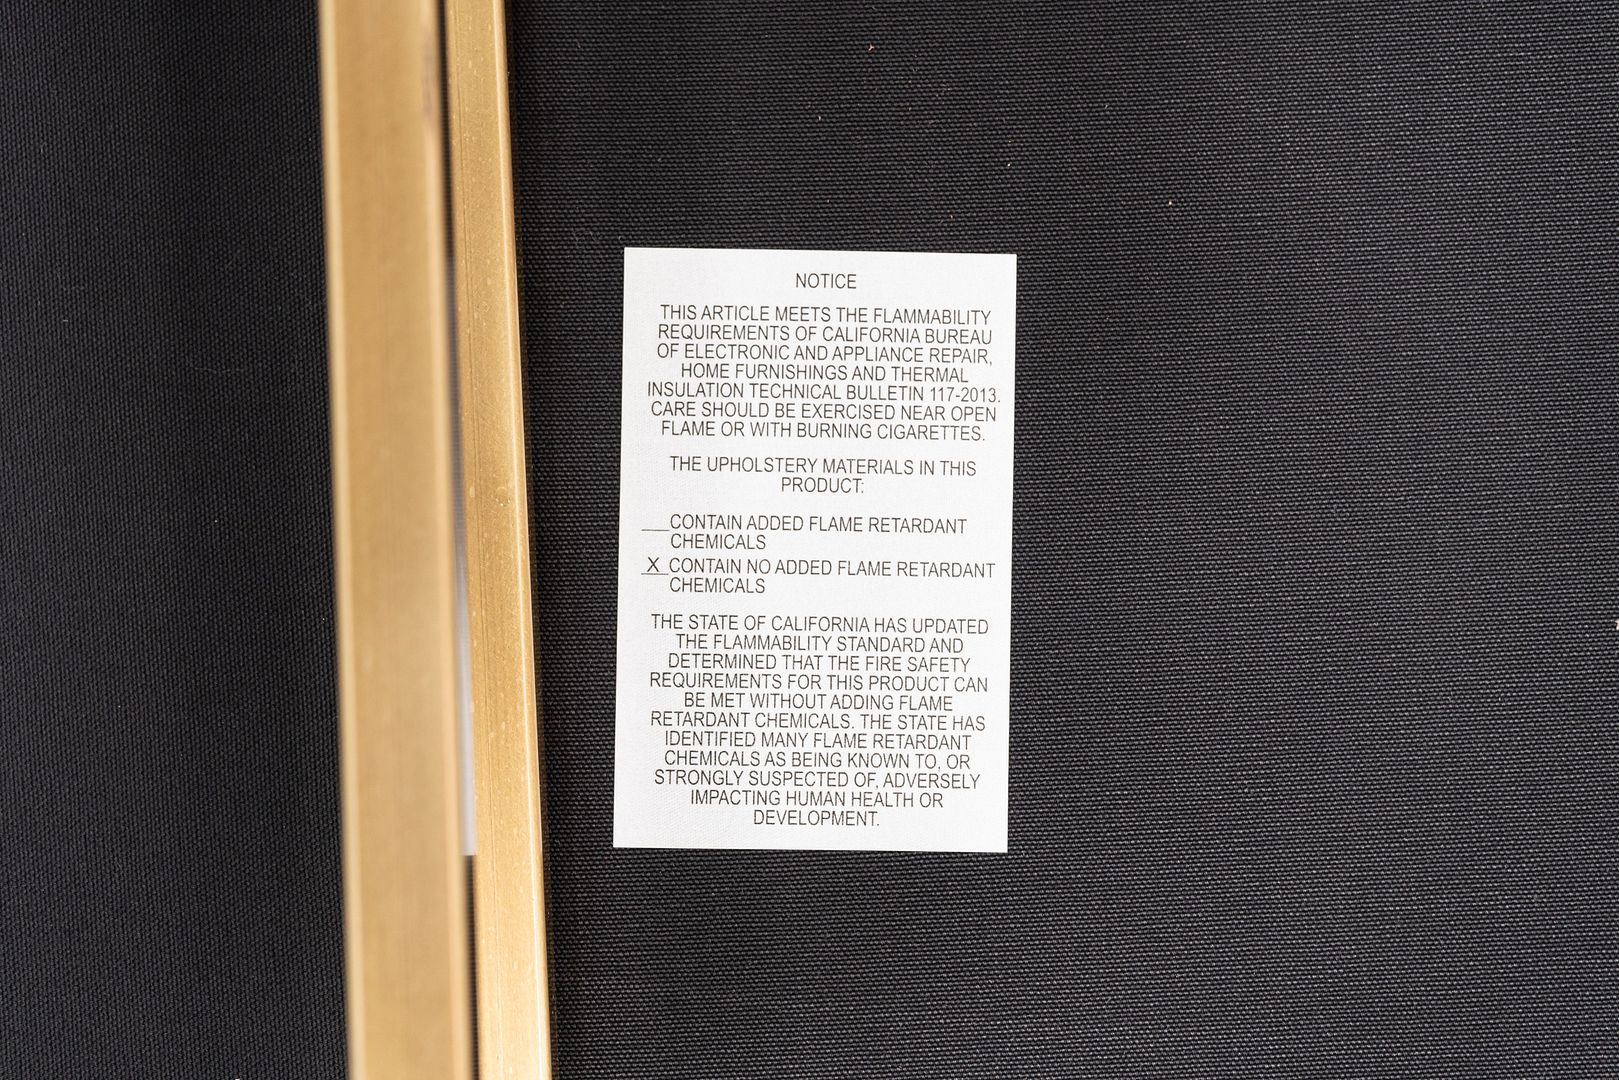 NOTICE
THIS ARTICLE MEETS THE FLAMMABILITY
REQUIREMENTS OF CALIFORNIA BUREAU
OF ELECTRONIC AND APPLIANCE REPAIR,
HOME FURNISHINGS AND THERMAL
INSULATION TECHNICAL BULLETIN 117-2013.
CARE SHOULD BE EXERCISED NEAR OPEN
FLAME OR WITH BURNING CIGARETTES.
THE UPHOLSTERY MATERIALS IN THIS
PRODUCT:
___CONTAIN ADDED FLAME RETARDANT
CHEMICALS
_X_CONTAIN NO ADDED FLAME RETARDANT
CHEMICALS
THE STATE OF CALIFORNIA HAS UPDATED
THE FLAMMABILITY STANDARD AND
DETERMINED THAT THE FIRE SAFETY
REQUIREMENTS FOR THIS PRODUCT CAN
BE MET WITHOUT ADDING FLAME
RETARDANT CHEMICALS. THE STATE HAS
IDENTIFIED MANY FLAME RETARDANT
CHEMICALS AS BEING KNOWN TO, OR
STRONGLY SUSPECTED OF, ADVERSELY
IMPACTING HUMAN HEALTH OR
DEVELOPMENT.